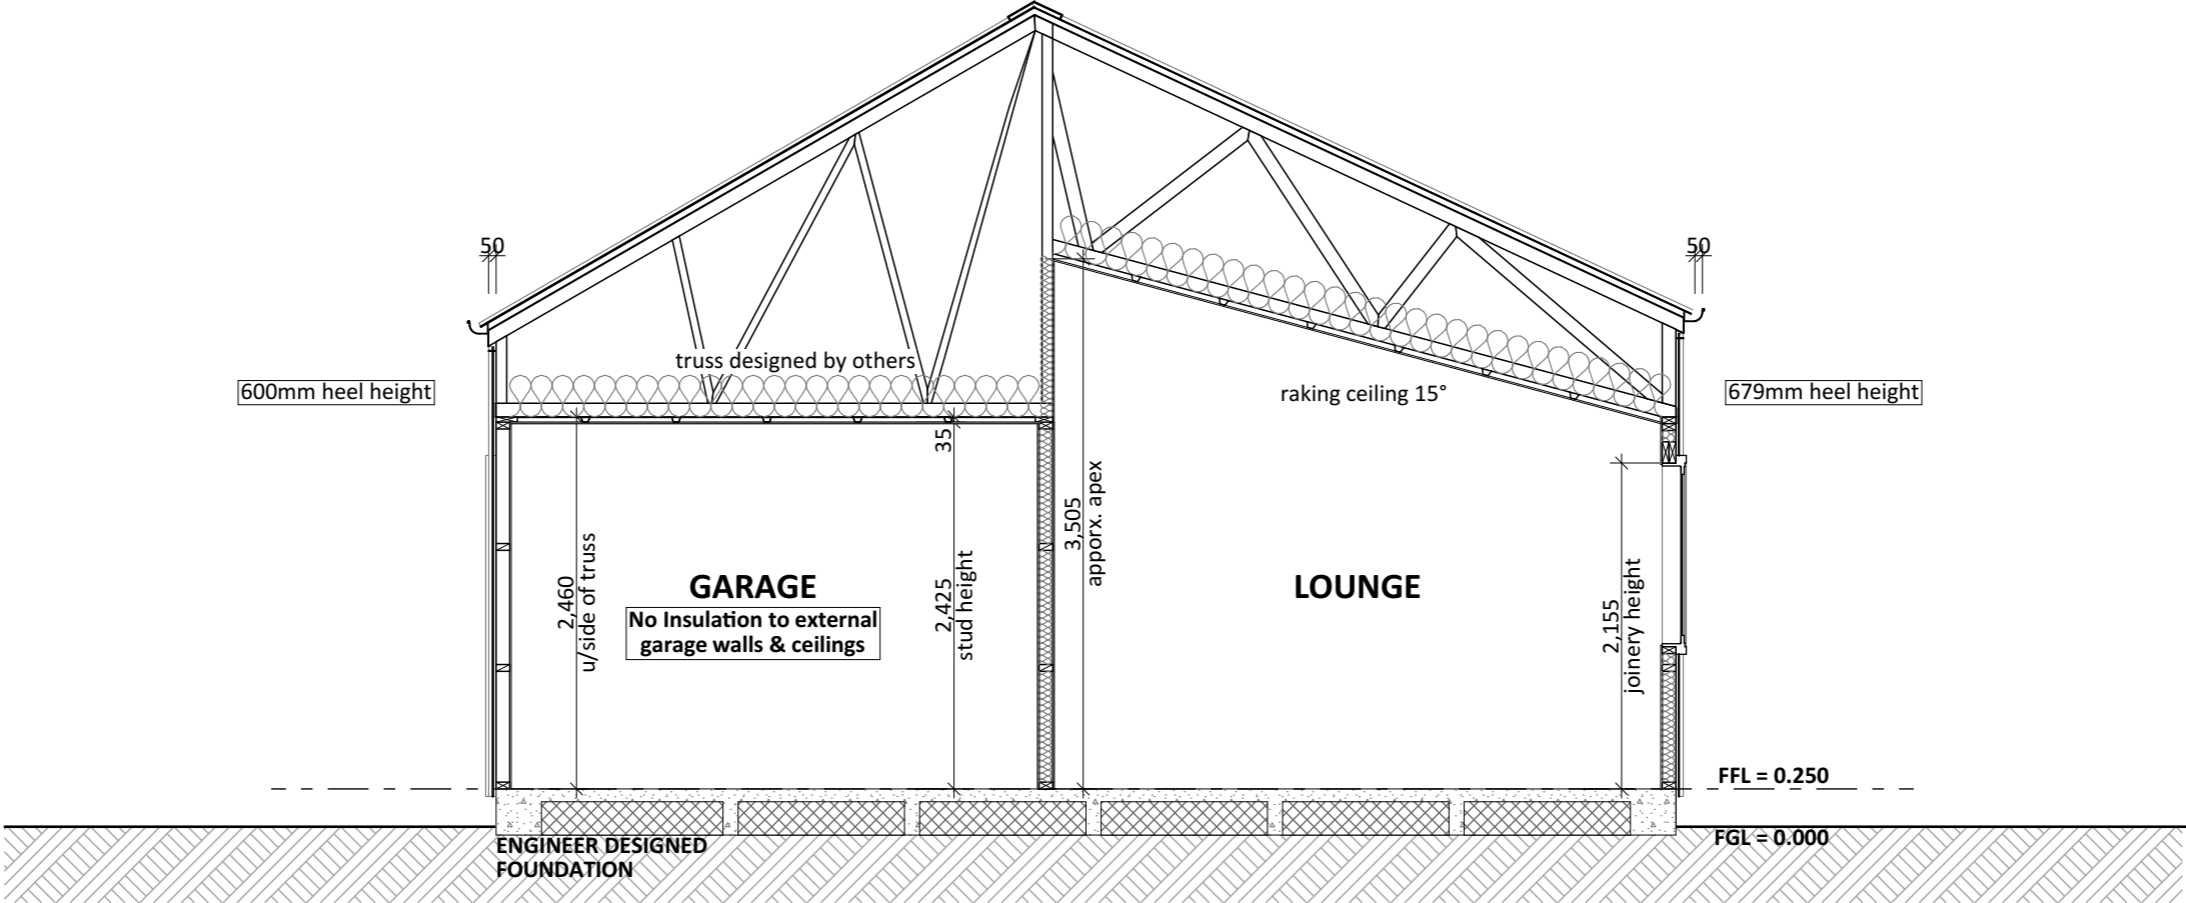 50
50
truss designed by others
600mm heel height
raking ceiling 15°
679mm heel height
35
3,505
apporx. apex
2,460
u/side of truss
GARAGE
No Insulation to external
garage walls & ceilings
2,425
stud height
LOUNGE
2,155
joinery height
FFL = 0.250
FGL = 0.000
ENGINEER DESIGNED
FOUNDATION